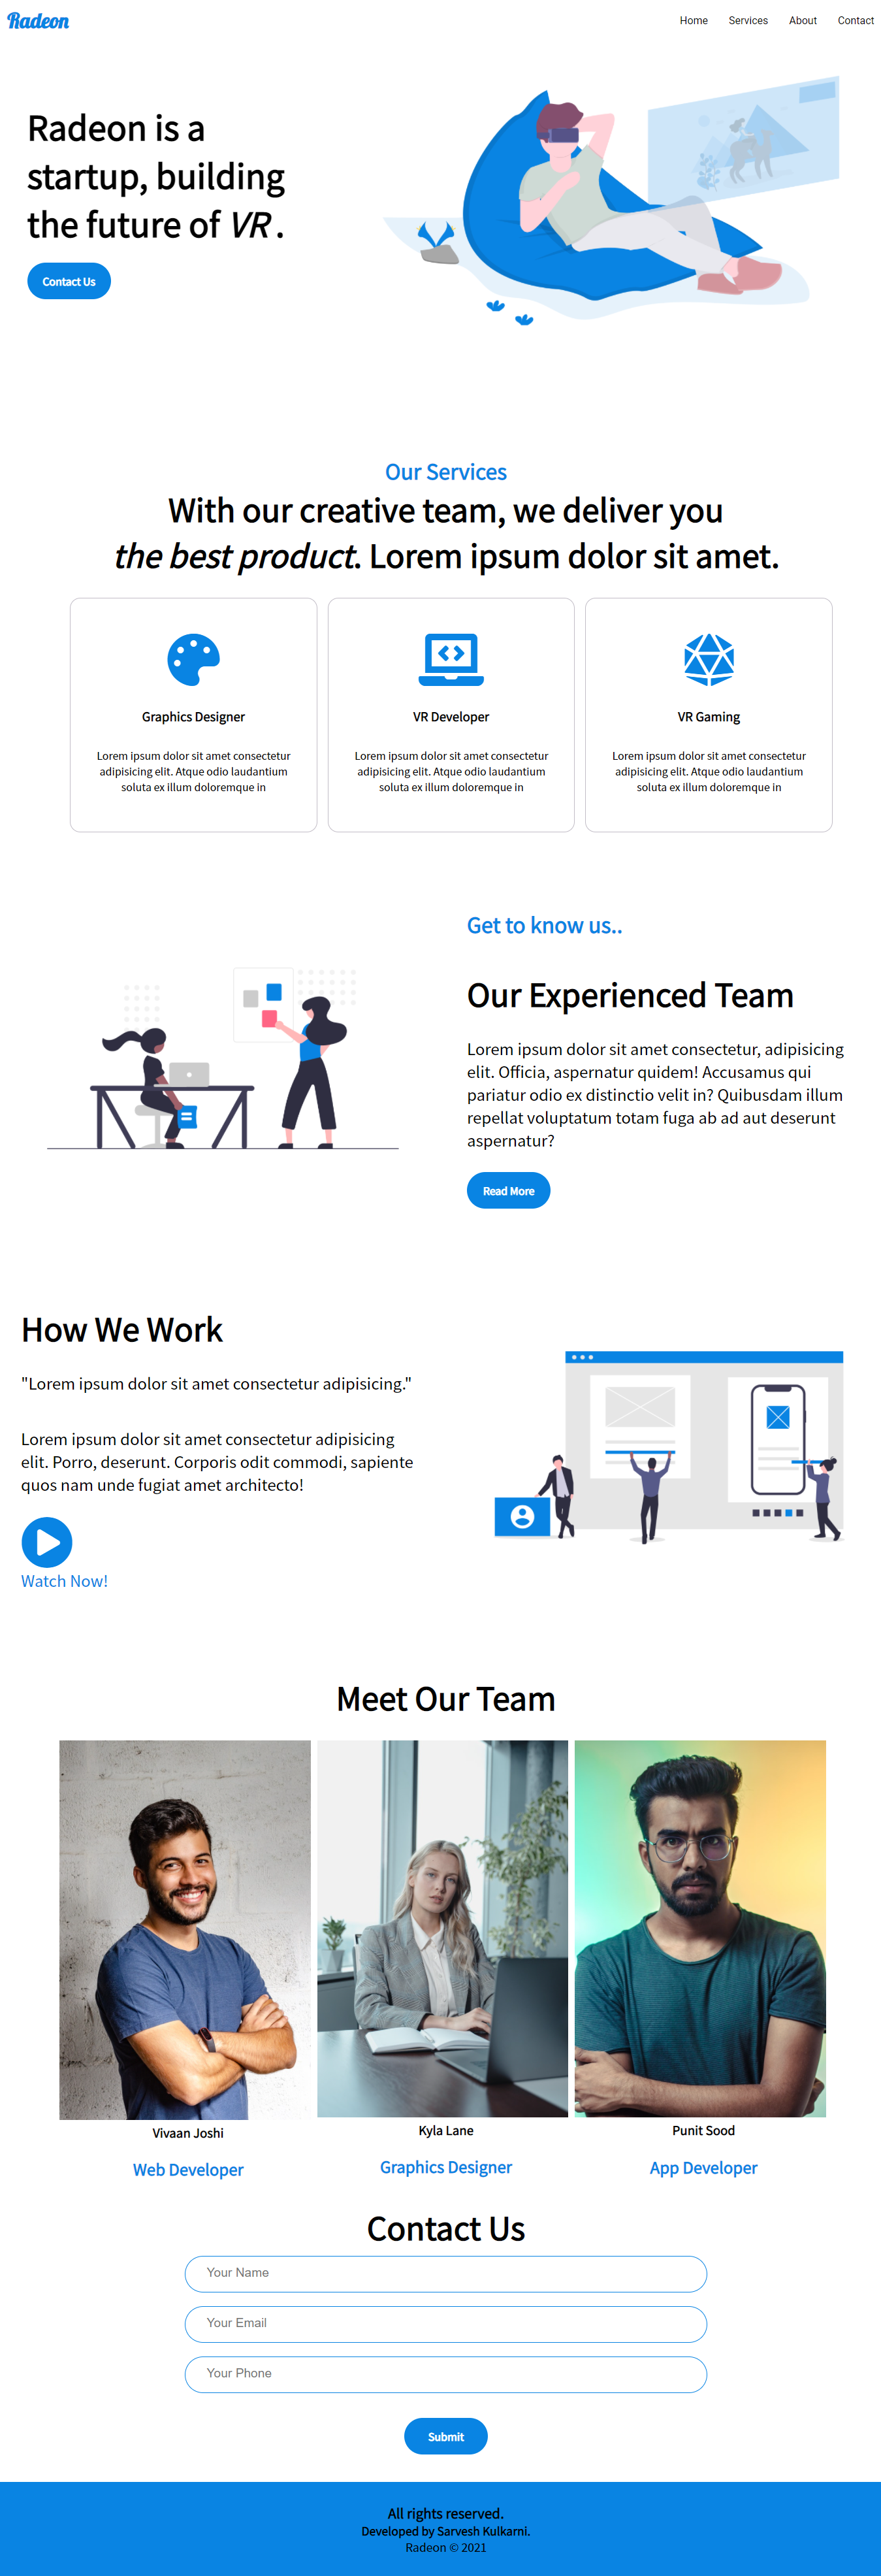 Radeon
Home Services About Contact
Radeon is a
startup, building
the future of VR .
Contact Us
Our Services
With our creative team, we deliver you
the best product. Lorem ipsum dolor sit amet.
Graphics Designer
Lorem ipsum dolor sit amet consectetur
adipisicing elit. Atque odio laudantium
soluta ex illum doloremque in
VR Developer
Lorem ipsum dolor sit amet consectetur
adipisicing elit. Atque odio laudantium
soluta ex illum doloremque in
VR Gaming
Lorem ipsum dolor sit amet consectetur
adipisicing elit. Atque odio laudantium
soluta ex illum doloremque in
Get to know us..
Our Experienced Team
Lorem ipsum dolor sit amet consectetur, adipisicing
elit. Officia, aspernatur quidem! Accusamus qui
pariatur odio ex distinctio velit in? Quibusdam illum
repellat voluptatum totam fuga ab ad aut deserunt
aspernatur?
Read More
How We Work
"Lorem ipsum dolor sit amet consectetur adipisicing."
Lorem ipsum dolor sit amet consectetur adipisicing
elit. Porro, deserunt. Corporis odit commodi, sapiente
quos nam unde fugiat amet architecto!
Watch Now!
Meet Our Team
Vivaan Joshi
Web Developer
Kyla Lane
Graphics Designer
Punit Sood
App Developer
Contact Us
Your Name
Your Email
Your Phone
Submit
All rights reserved.
Developed by Sarvesh Kulkarni.
Radeon © 2021